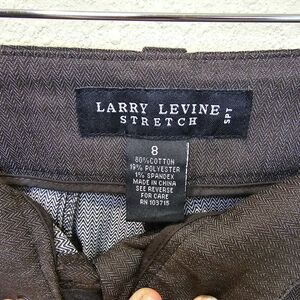 LARRY LEVINE
STRETCH
SPT
8
80%COTTON
19% POLYESTER
1% SPANDEX
MADE IN CHINA
SEE REVERSE
FOR CARE
RN 103718